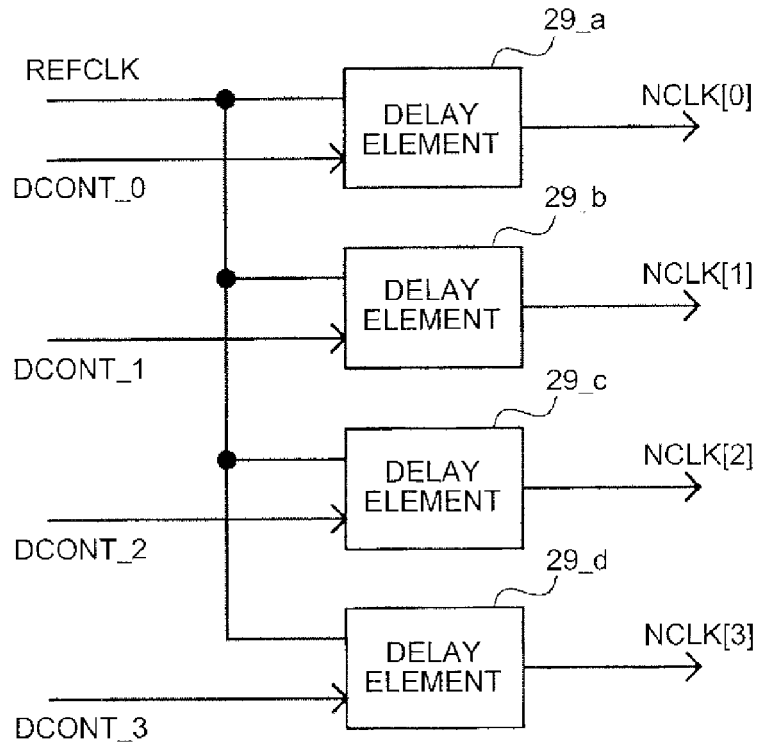 29_a
REFCLK
NCLK[0]
DELAY
ELEMENT
DCONT_0
29_b
NCLK[1]
DELAY
ELEMENT
DCONT_1
29_c
NCLK[2]
DELAY
ELEMENT
DCONT_2
29_d
NCLK[3]
DELAY
ELEMENT
DCONT_3